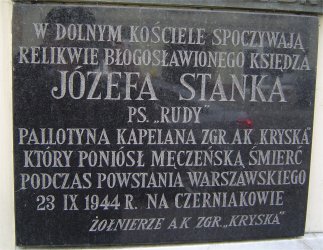 W DOLNYM KOŚCIELE SPOCZYWAJĄ
RELIKWIE BŁOGOSŁAWIONEGO KSIĘDZA
JÓZEFA STANKA
PS. „RUDY"
PALLOTYNA KAPELANA ZGR. AK „KRYSKA"
KTÓRY PONIÓSŁ MĘCZEŃSKĄ ŚMIERĆ
PODCZAS POWSTANIA WARSZAWSKIEGO
23 IX 1944 R. NA CZERNIAKOWIE
ŻOŁNIERZE A.K ZGR. „KRYSKA"